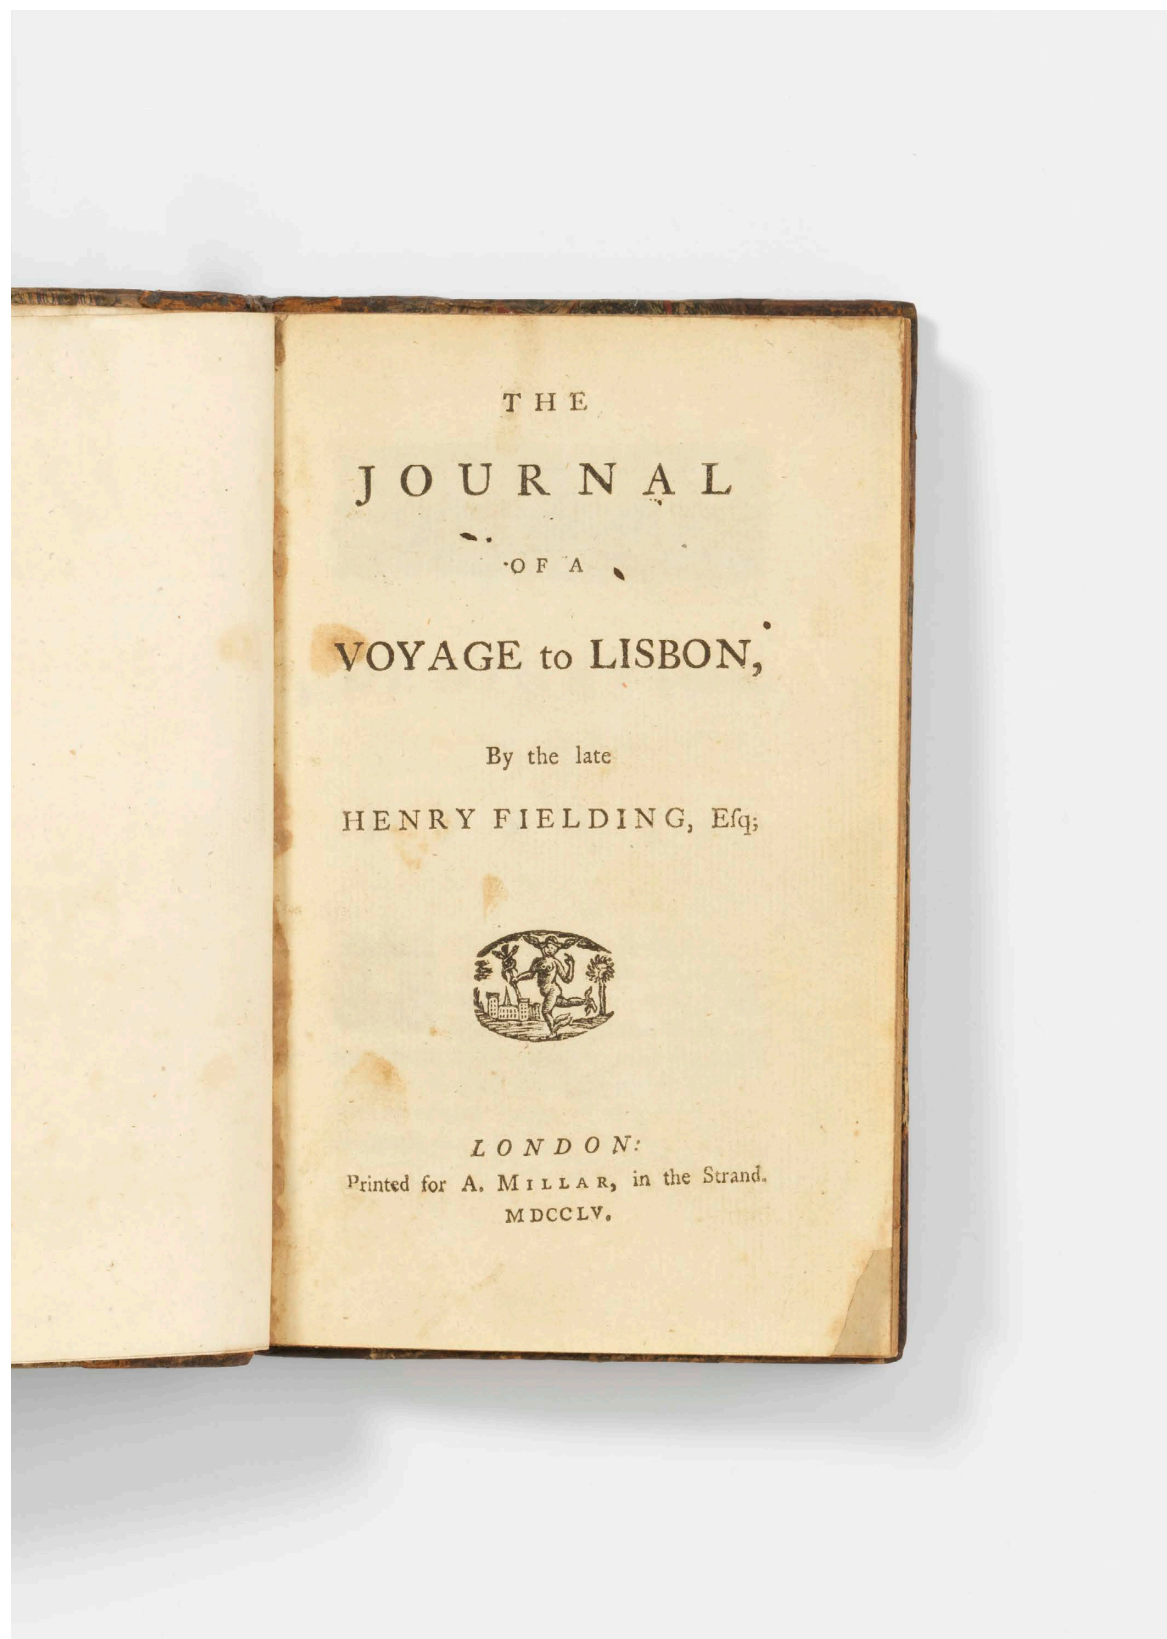 THE
JOURNAL
OF A
VOYAGE to LISBON,
By the late
HENRY FIELDING, Eſq;
LONDON:
Printed for A. MILLAR, in the Strand.
MDCCLV.